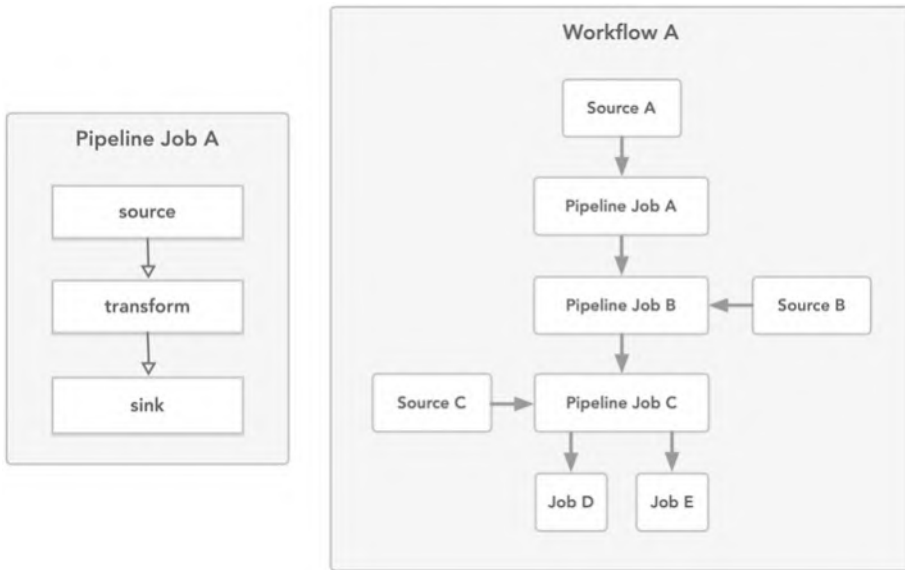 Pipeline Job A
source
transform
sink
Workflow A
Source A
Pipeline Job A
Pipeline Job B
Source B
Source C
Pipeline Job C
Job D
Job E